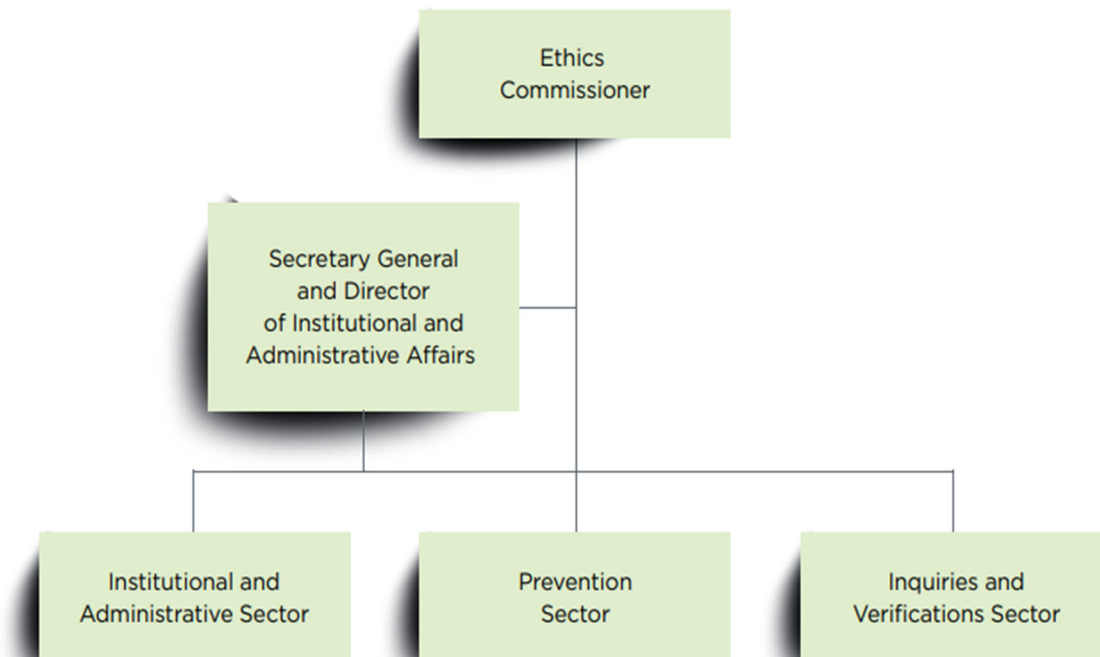 Ethics
Commissioner
Secretary General
and Director
of Institutional and
Administrative Affairs
Institutional and
Administrative Sector
Prevention
Sector
Inquiries and
Verifications Sector